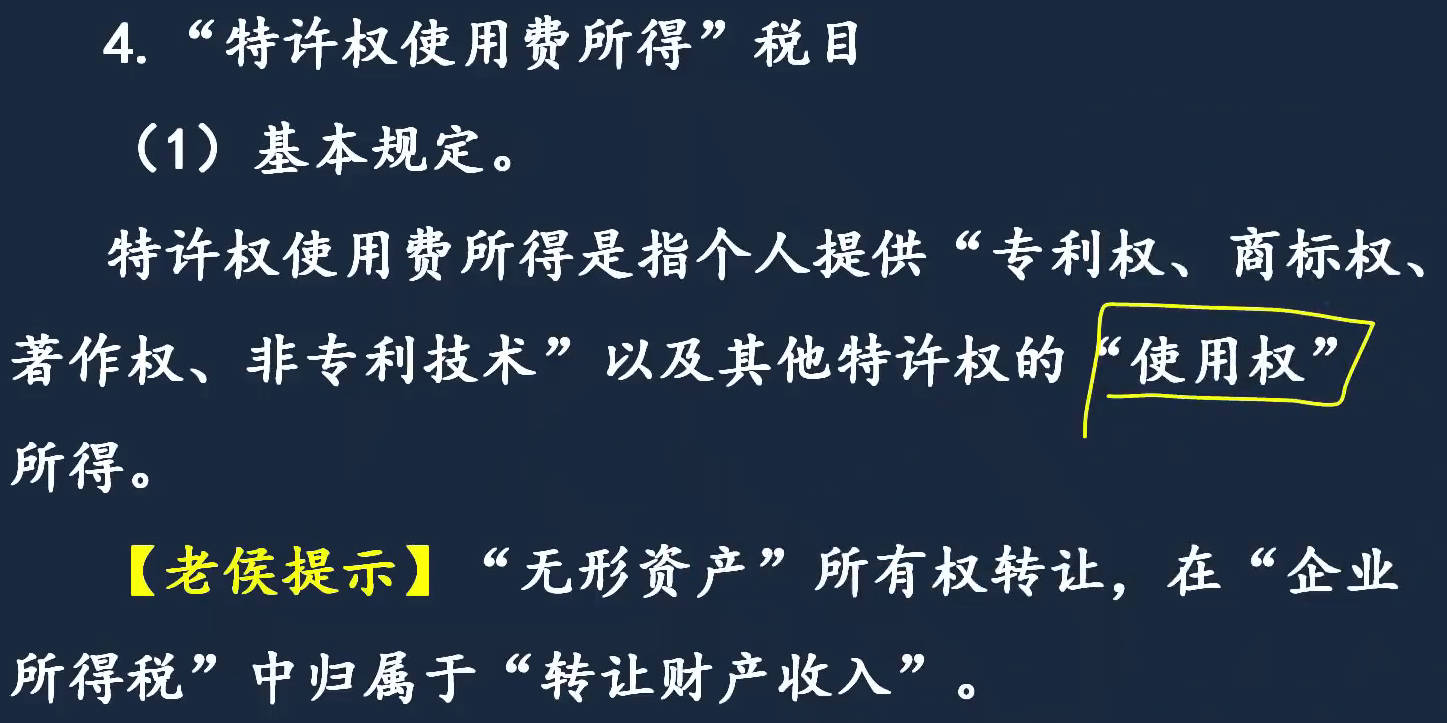 4. “特许权使用费所得”税目
（1）基本规定。
特许权使用费所得是指个人提供“专利权、商标权、
著作权、非专利技术”以及其他特许权的“使用权”
所得。
【老侯提示】“无形资产”所有权转让，在“企业
所得税”中归属于“转让财产收入”。